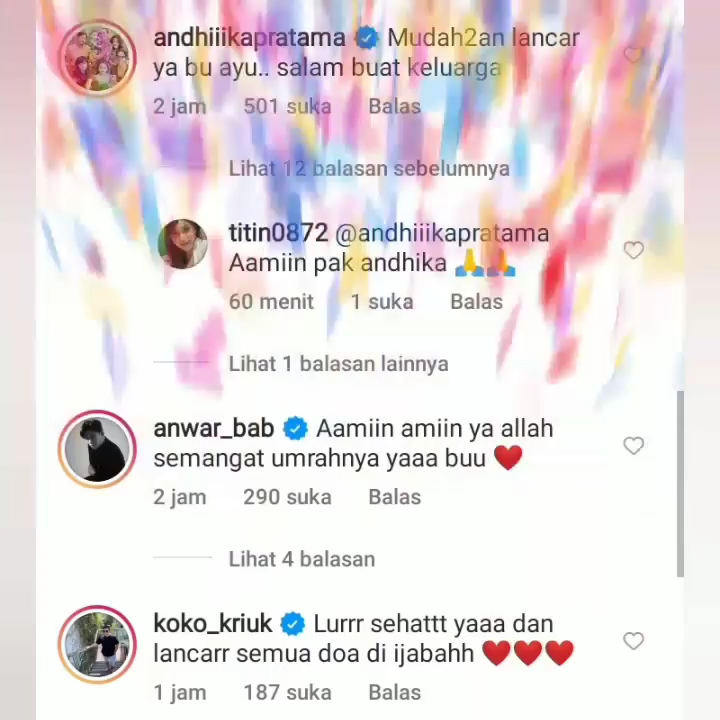 andhiiikapratama Mudah2an lancar
ya bu ayu.. salam buat keluarga
2 jam 501 suka Balas
Lihat 12 balasan sebelumnya
titin0872 @andhiiikapratama
Aamiin pak andhika 🙏🙏
60 menit 1 suka Balas
Lihat 1 balasan lainnya
anwar_bab Aamiin amiin ya allah
semangat umrahnya yaaa buu ❤️
2 jam 290 suka Balas
Lihat 4 balasan
koko_kriuk Lurrr sehattt yaaa dan
lancarr semua doa di ijabahh ❤️❤️❤️
1 jam 187 suka Balas